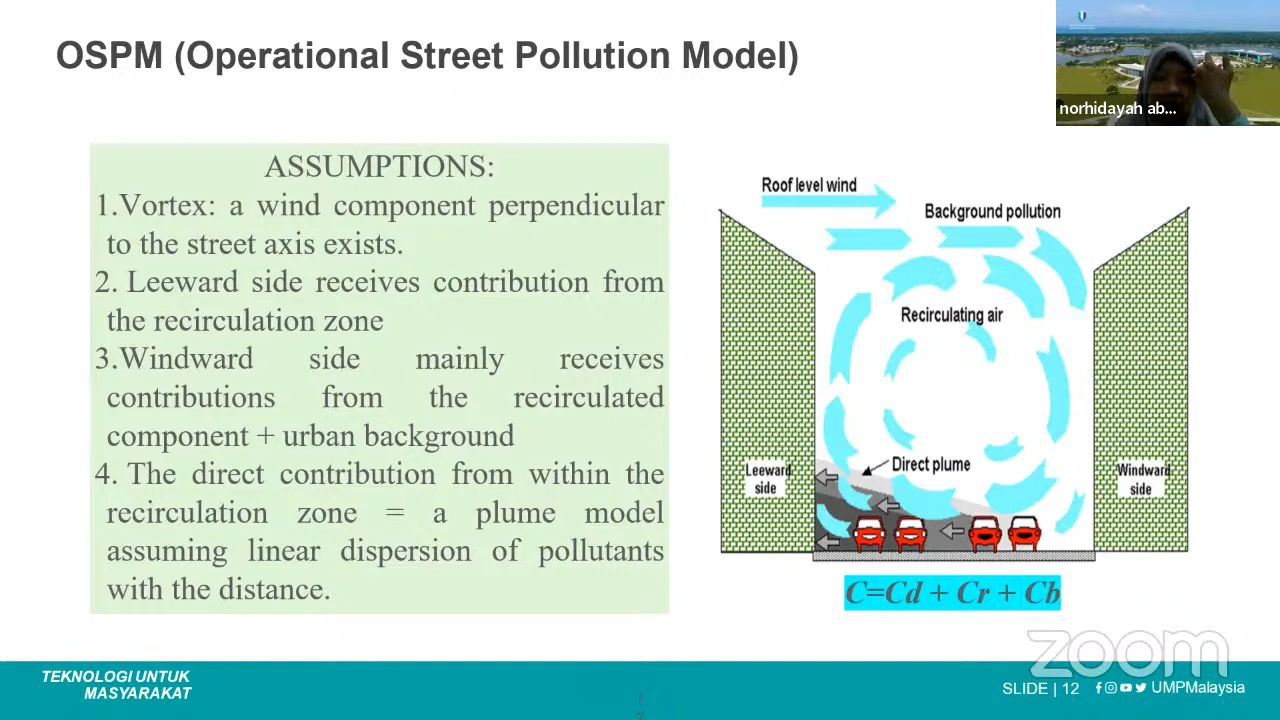 OSPM (Operational Street Pollution Model)
norhidayah ab...
ASSUMPTIONS:
1.Vortex: a wind component perpendicular
to the street axis exists.
2. Leeward side receives contribution from
the recirculation zone
3.Windward side mainly receives
contributions from the recirculated
component + urban background
4. The direct contribution from within the
recirculation zone = a plume model
assuming linear dispersion of pollutants
with the distance.
Roof level wind
Background pollution
Recirculating air
Direct plume
Leeward
side
Windward
side
C=Cd + Cr + Cb
zoom
TEKNOLOGI UNTUK
MASYARAKAT
SLIDE | 12
UMPMalaysia